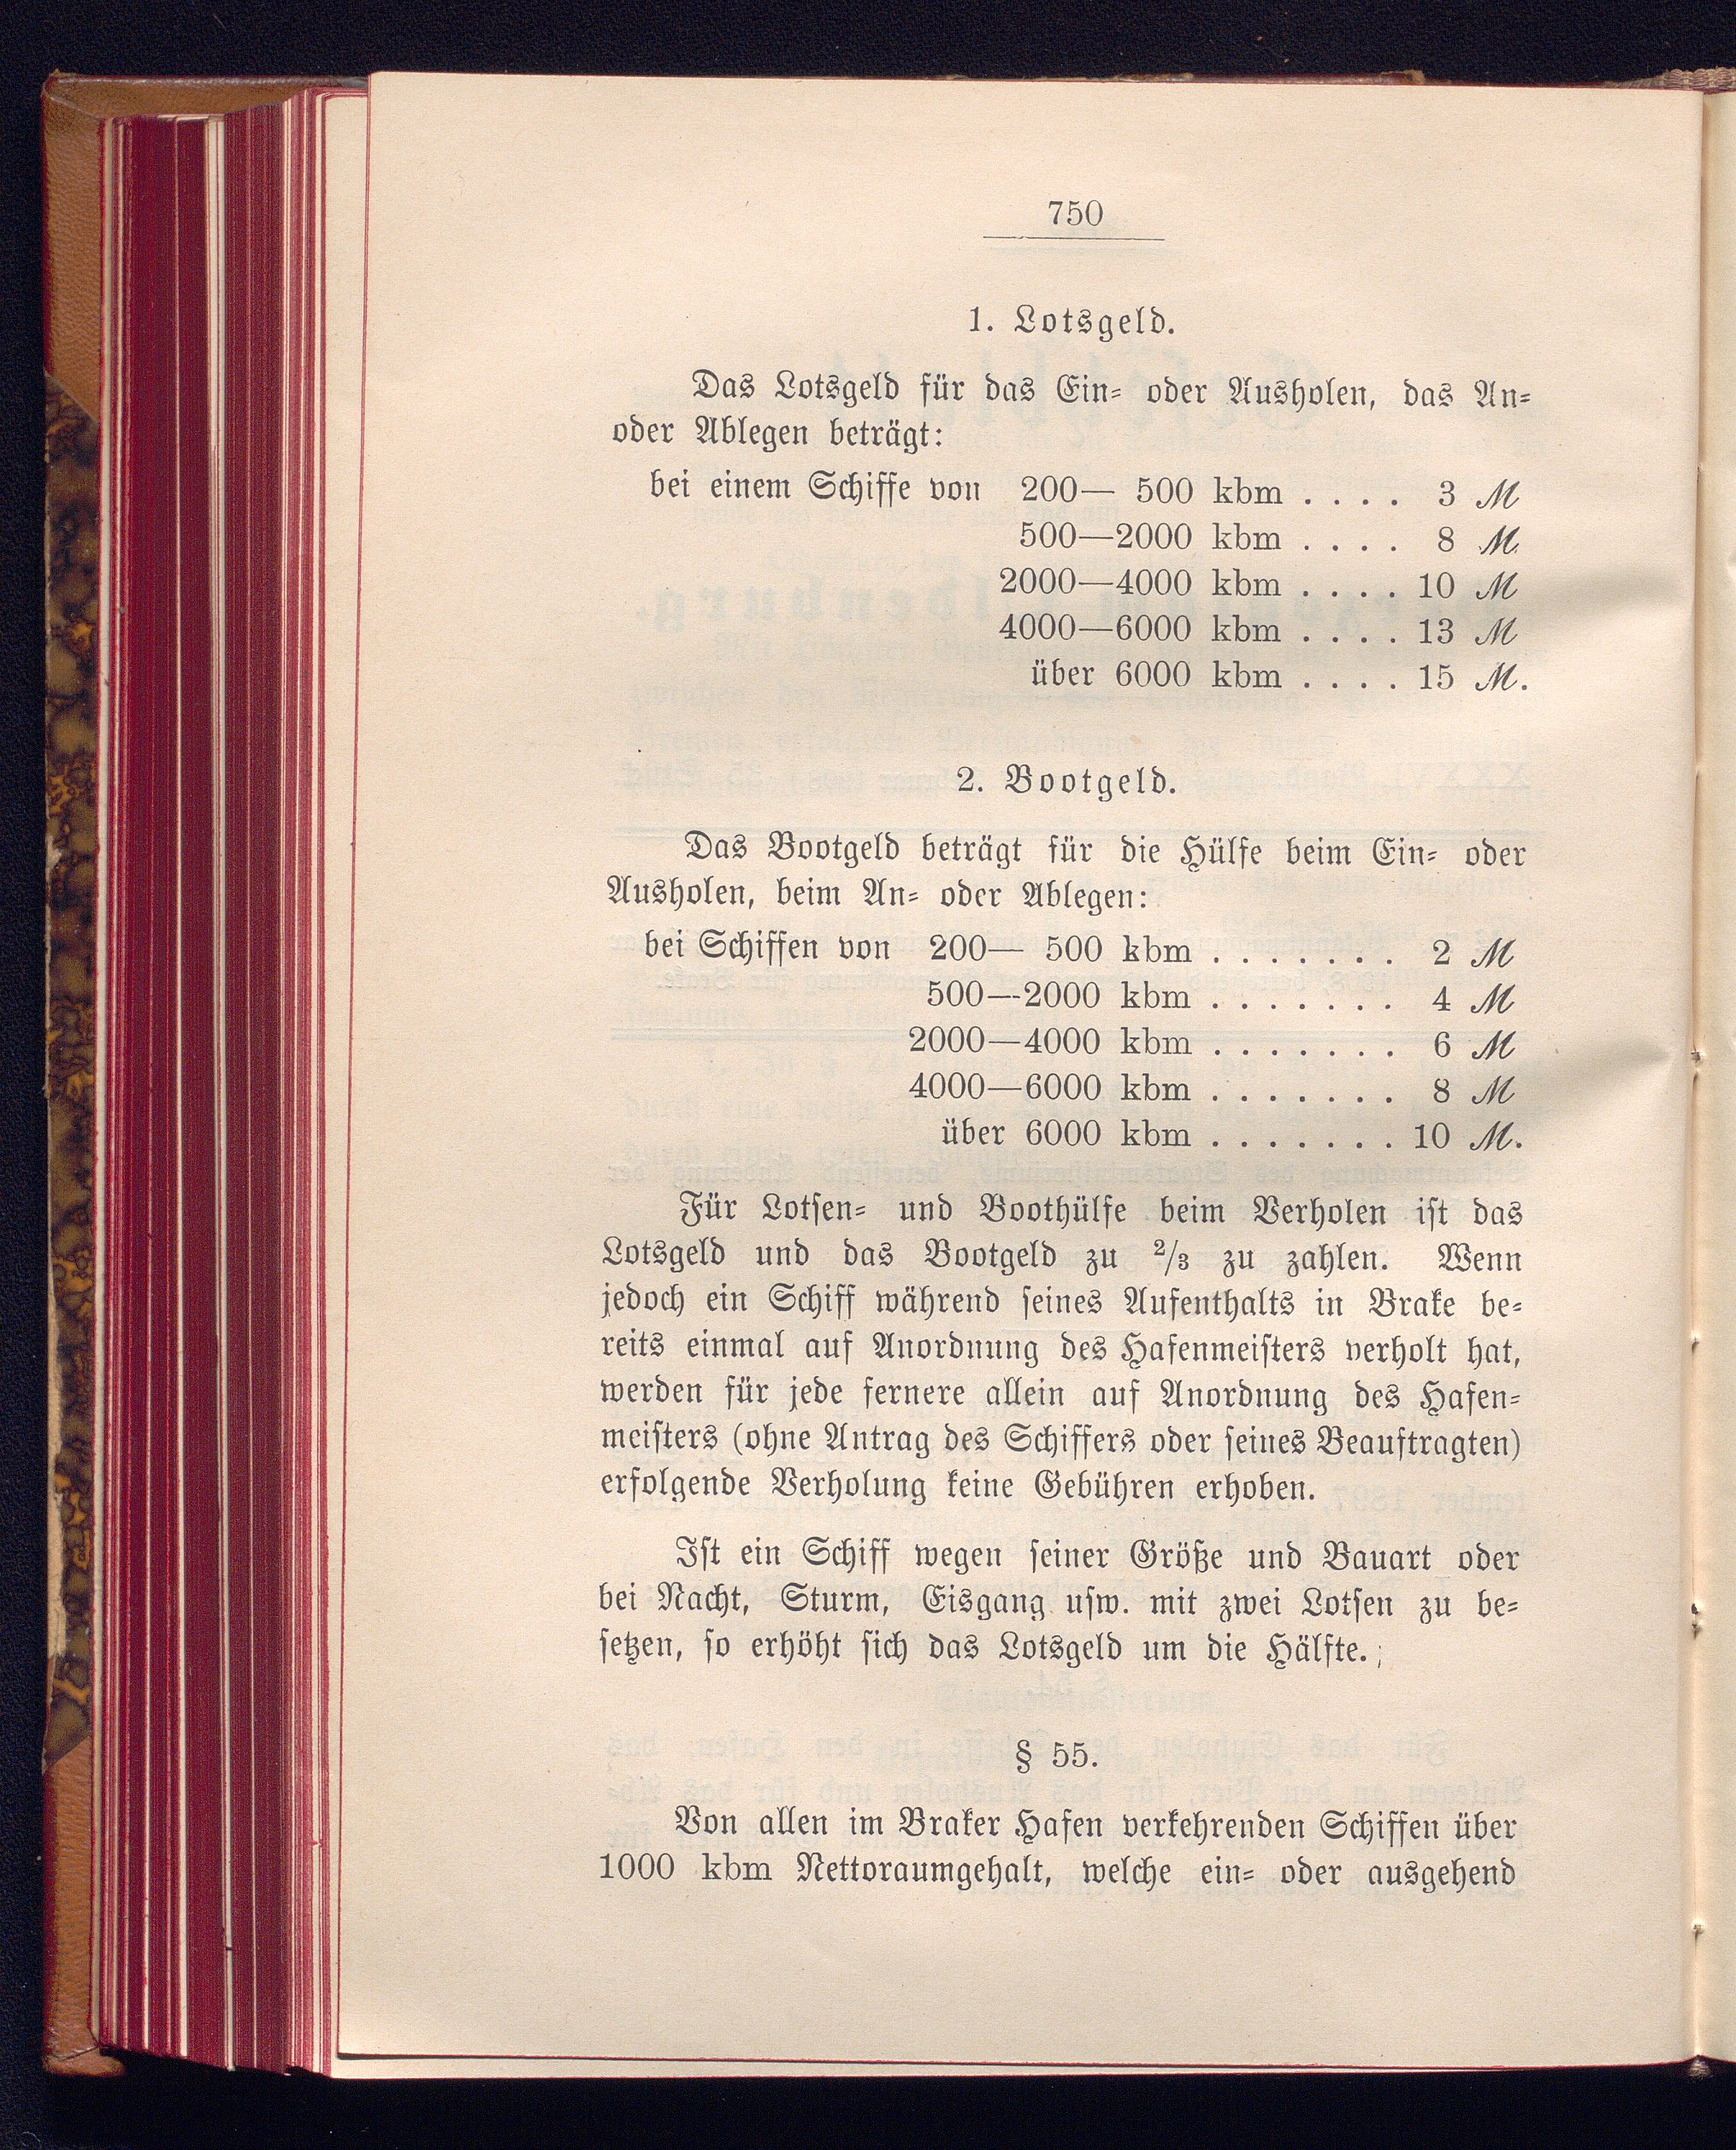 750
1. Lotsgeld.
Das Lotsgeld für das Ein- oder Ausholen, das An-
oder Ablegen beträgt:
bei einem Schiffe von 200— 500 kbm . . . . 3 ℳ
500—2000 kbm . . . . 8 ℳ
2000—4000 kbm . . . . 10 ℳ
4000—6000 kbm . . . . 13 ℳ
über 6000 kbm . . . . 15 ℳ.
2. Bootgeld.
Das Bootgeld beträgt für die Hülfe beim Ein- oder
Ausholen, beim An- oder Ablegen:
bei Schiffen von 200— 500 kbm . . . . . . . 2 ℳ
500—2000 kbm . . . . . . . 4 ℳ
2000—4000 kbm . . . . . . . 6 ℳ
4000—6000 kbm . . . . . . . 8 ℳ
über 6000 kbm . . . . . . . 10 ℳ.
Für Lotsen- und Boothülfe beim Verholen ist das
Lotsgeld und das Bootgeld zu 2/3 zu zahlen. Wenn
jedoch ein Schiff während seines Aufenthalts in Brake be-
reits einmal auf Anordnung des Hafenmeisters verholt hat,
werden für jede fernere allein auf Anordnung des Hafen-
meisters (ohne Antrag des Schiffers oder seines Beauftragten)
erfolgende Verholung keine Gebühren erhoben.
Ist ein Schiff wegen seiner Größe und Bauart oder
bei Nacht, Sturm, Eisgang usw. mit zwei Lotsen zu be-
setzen, so erhöht sich das Lotsgeld um die Hälfte.
§ 55.
Von allen im Braker Hafen verkehrenden Schiffen über
1000 kbm Nettoraumgehalt, welche ein- oder ausgehend